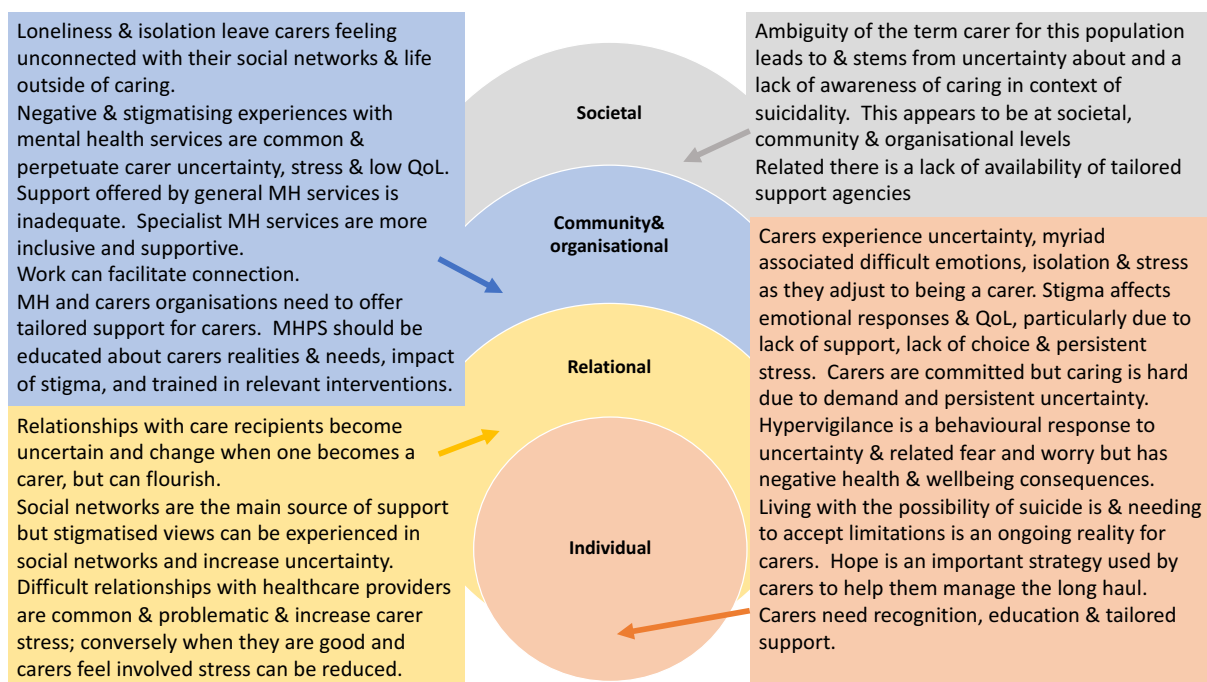 Loneliness & isolation leave carers feeling
unconnected with their social networks & life
outside of caring.
Negative & stigmatising experiences with
mental health services are common &
perpetuate carer uncertainty, stress & low QoL.
Support offered by general MH services is
inadequate.  Specialist MH services are more
inclusive and supportive.
Work can facilitate connection.
MH and carers organisations need to offer
tailored support for carers.  MHPS should be
educated about carers realities & needs, impact
of stigma, and trained in relevant interventions.
Relationships with care recipients become
uncertain and change when one becomes a
carer, but can flourish.
Social networks are the main source of support
but stigmatised views can be experienced in
social networks and increase uncertainty.
Difficult relationships with healthcare providers
are common & problematic & increase carer
stress; conversely when they are good and
carers feel involved stress can be reduced.
Societal
Community&
organisational
Relational
Individual
Ambiguity of the term carer for this population
leads to & stems from uncertainty about and a
lack of awareness of caring in context of
suicidality.  This appears to be at societal,
community & organisational levels
Related there is a lack of availability of tailored
support agencies
Carers experience uncertainty, myriad
associated difficult emotions, isolation & stress
as they adjust to being a carer. Stigma affects
emotional responses & QoL, particularly due to
lack of support, lack of choice & persistent
stress.  Carers are committed but caring is hard
due to demand and persistent uncertainty.
Hypervigilance is a behavioural response to
uncertainty & related fear and worry but has
negative health & wellbeing consequences.
Living with the possibility of suicide is & needing
to accept limitations is an ongoing reality for
carers.  Hope is an important strategy used by
carers to help them manage the long haul.
Carers need recognition, education & tailored
support.